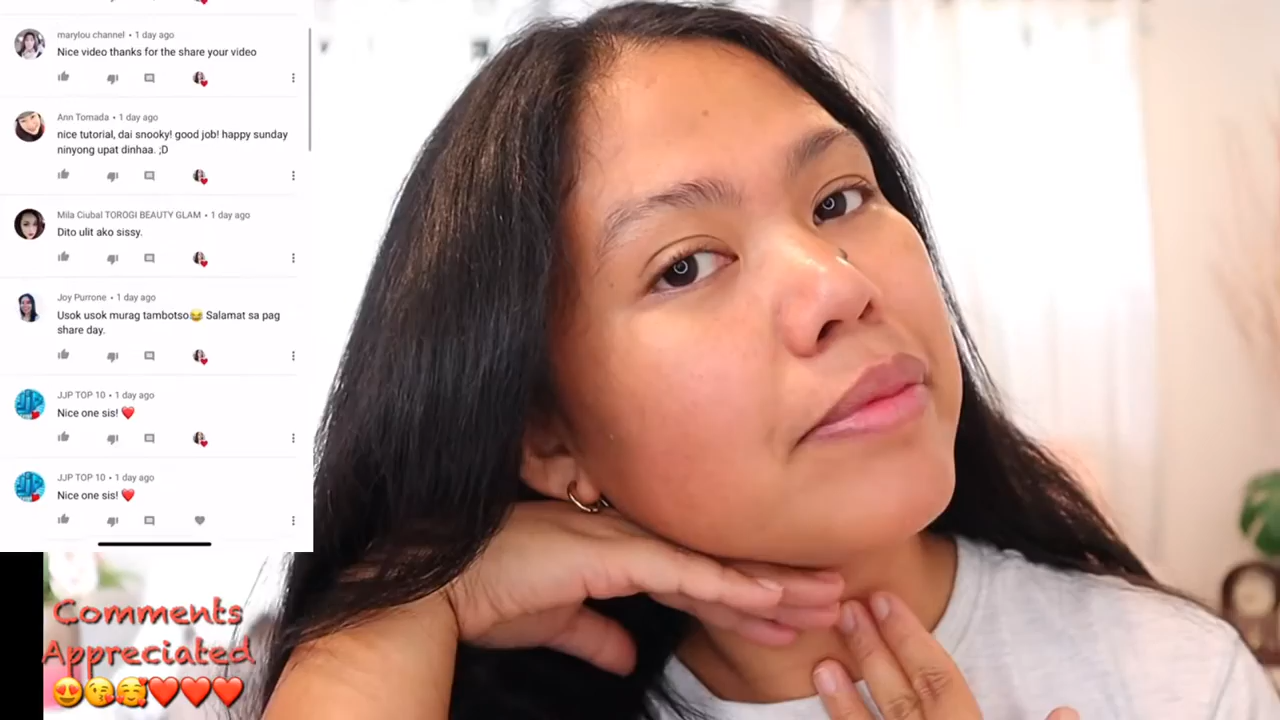 marylou channel • 1 day ago
Nice video thanks for the share your video
Ann Tomada • 1 day ago
nice tutorial, dai snooky! good job! happy sunday
ninyong upat dinhaa. ;D
Mila Ciubal TOROGI BEAUTY GLAM • 1 day ago
Dito ulit ako sissy.
Joy Purrone • 1 day ago
Usok usok murag tambotso😂 Salamat sa pag
share day.
JJP TOP 10 • 1 day ago
Nice one sis! ❤️
JJP TOP 10 • 1 day ago
Nice one sis! ❤️
Comments
Appreciated
😍😘🥰❤️❤️❤️